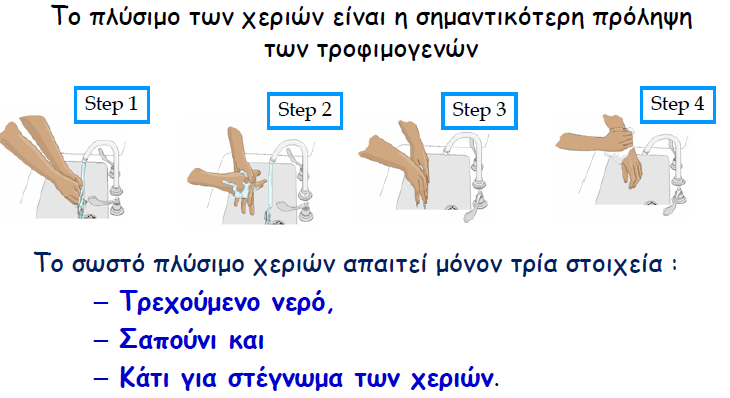 Το πλύσιμο των χεριών είναι η σημαντικότερη πρόληψη
των τροφιμογενών
Step 1
Step 2
Step 3
Step 4
Το σωστό πλύσιμο χεριών απαιτεί μόνον τρία στοιχεία :
– Τρεχούμενο νερό,
– Σαπούνι και
– Κάτι για στέγνωμα των χεριών.